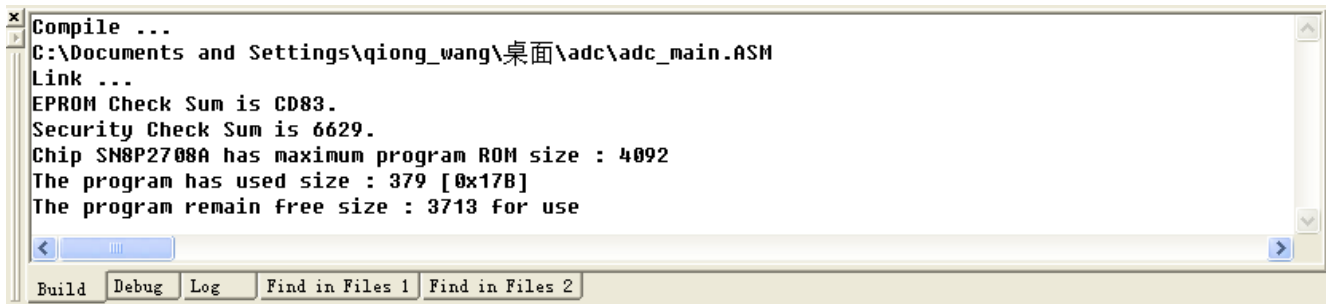 Compile ...
C:\Documents and Settings\qiong_wang\桌面\adc\adc_main.ASM
Link ...
EPROM Check Sum is CD83.
Security Check Sum is 6629.
Chip SN8P2708A has maximum program ROM size : 4092
The program has used size : 379 [0x17B]
The program remain free size : 3713 for use
Build Debug Log Find in Files 1 Find in Files 2